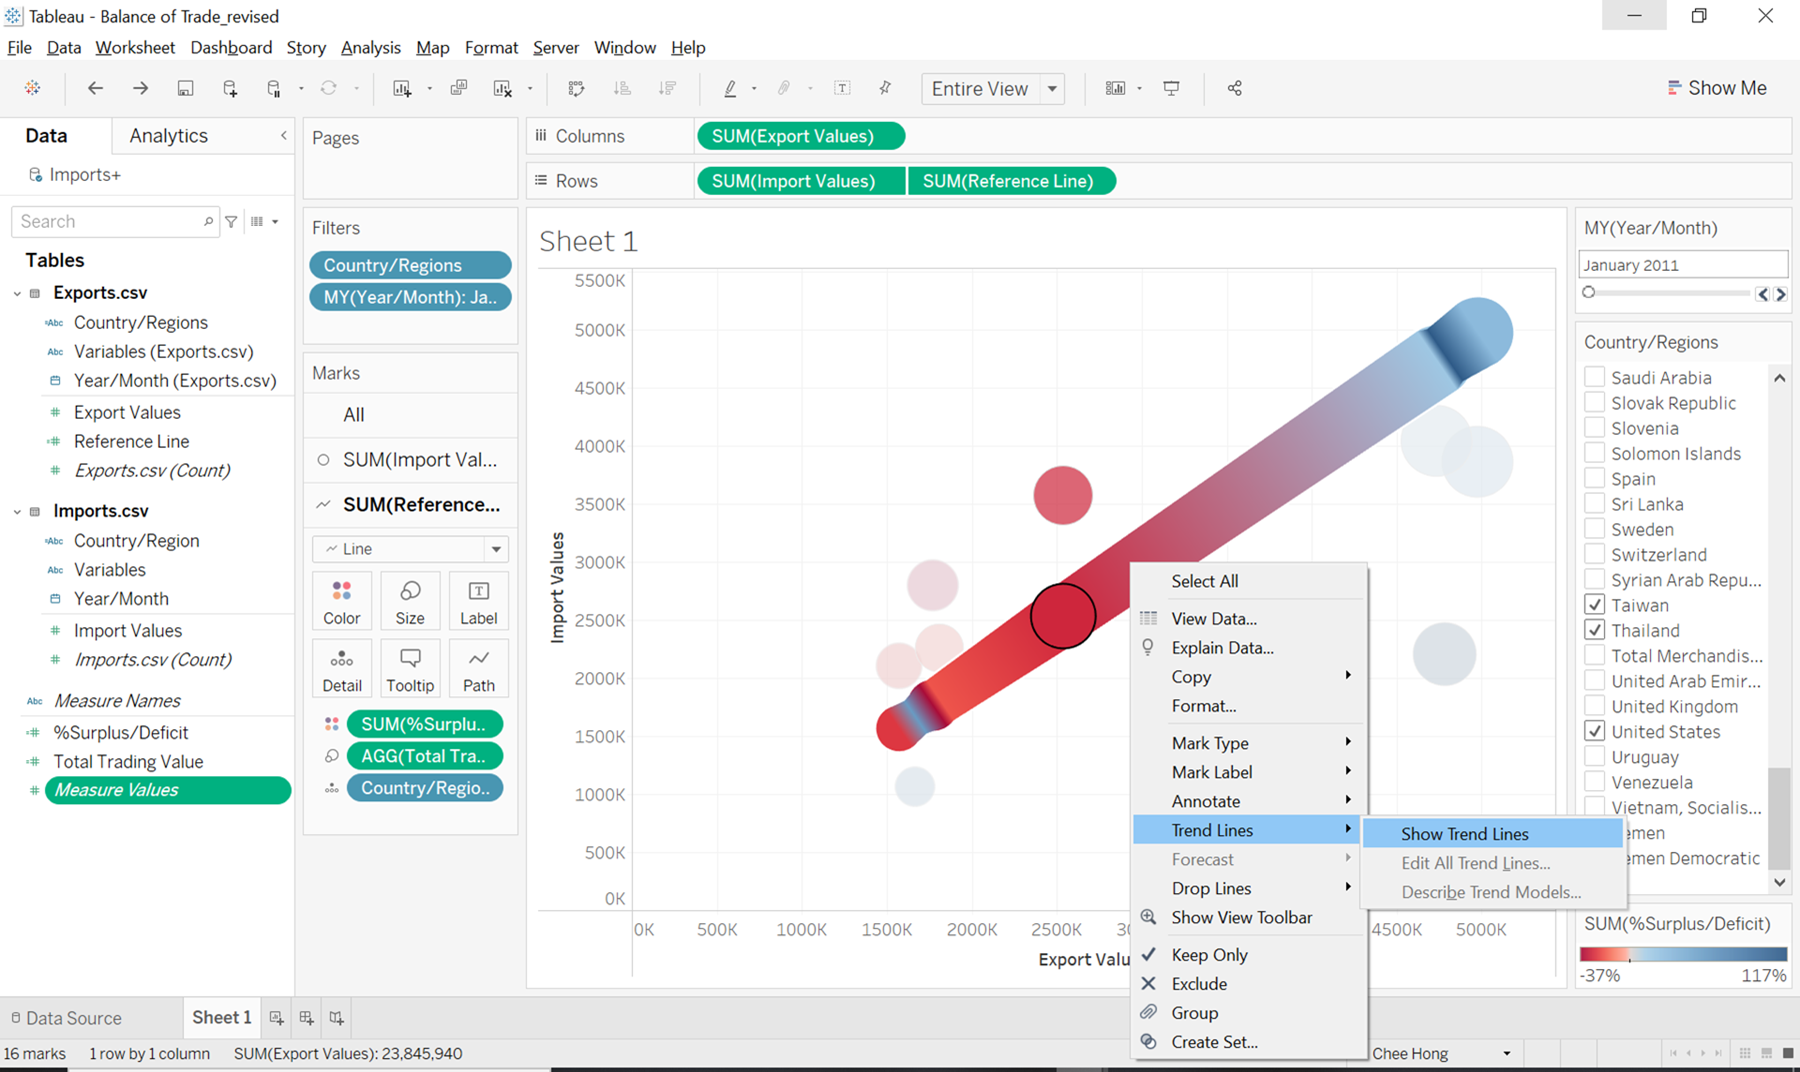 Tableau - Balance of Trade_revised
File Data Worksheet Dashboard Story Analysis Map Format Server Window Help
Entire View
Show Me
Data
Analytics
Imports+
Search
Tables
Exports.csv
Abc Country/Regions
Abc Variables (Exports.csv)
Year/Month (Exports.csv)
# Export Values
# Reference Line
# Exports.csv (Count)
Imports.csv
Abc Country/Region
Abc Variables
Year/Month
# Import Values
# Imports.csv (Count)
Abc Measure Names
# %Surplus/Deficit
# Total Trading Value
# Measure Values
Pages
Filters
Country/Regions
MY(Year/Month): Ja..
Marks
All
SUM(Import Val...
SUM(Reference...
Line
Color
Size
T
Label
Detail
Tooltip
Path
SUM(%Surplu..
AGG(Total Tra..
Country/Regio..
Columns
SUM(Export Values)
Rows
SUM(Import Values)
SUM(Reference Line)
Sheet 1
5500K
5000K
4500K
4000K
3500K
3000K
2500K
2000K
1500K
1000K
500K
0K
Import Values
0K
500K
1000K
1500K
2000K
2500K
4500K
5000K
Export Valu
Select All
View Data...
Explain Data...
Copy
Format...
Mark Type
Mark Label
Annotate
Trend Lines
Forecast
Drop Lines
Show View Toolbar
Keep Only
Exclude
Group
Create Set...
Show Trend Lines
Edit All Trend Lines...
Describe Trend Models...
MY(Year/Month)
January 2011
Country/Regions
Saudi Arabia
Slovak Republic
Slovenia
Solomon Islands
Spain
Sri Lanka
Sweden
Switzerland
Syrian Arab Repu...
Taiwan
Thailand
Total Merchandis...
United Arab Emir...
United Kingdom
United States
Uruguay
Venezuela
Vietnam, Socialis...
emen
emen Democratic
SUM(%Surplus/Deficit)
-37%
117%
Data Source
Sheet 1
16 marks
1 row by 1 column
SUM(Export Values): 23,845,940
Chee Hong